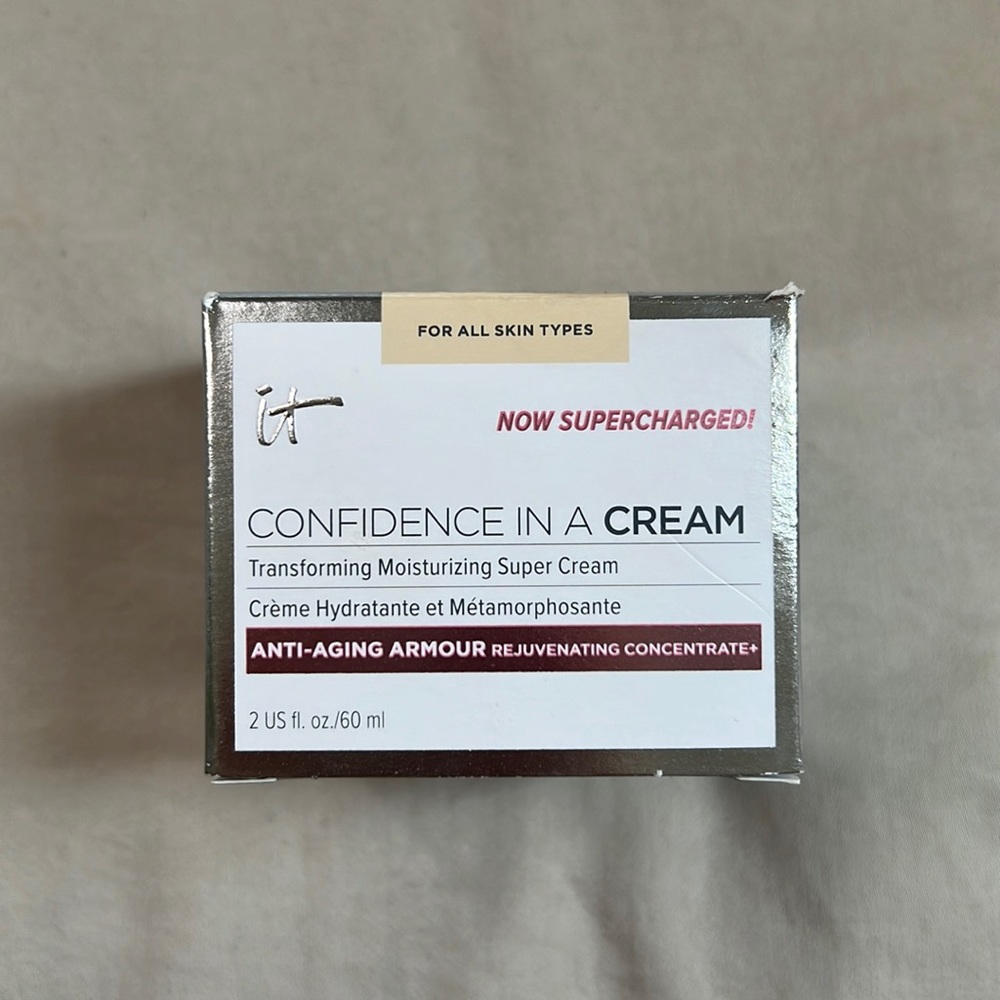 FOR ALL SKIN TYPES
it
NOW SUPERCHARGED!
CONFIDENCE IN A CREAM
Transforming Moisturizing Super Cream
Crème Hydratante et Métamorphosante
ANTI-AGING ARMOUR REJUVENATING CONCENTRATE+
2 US fl. oz./60 ml